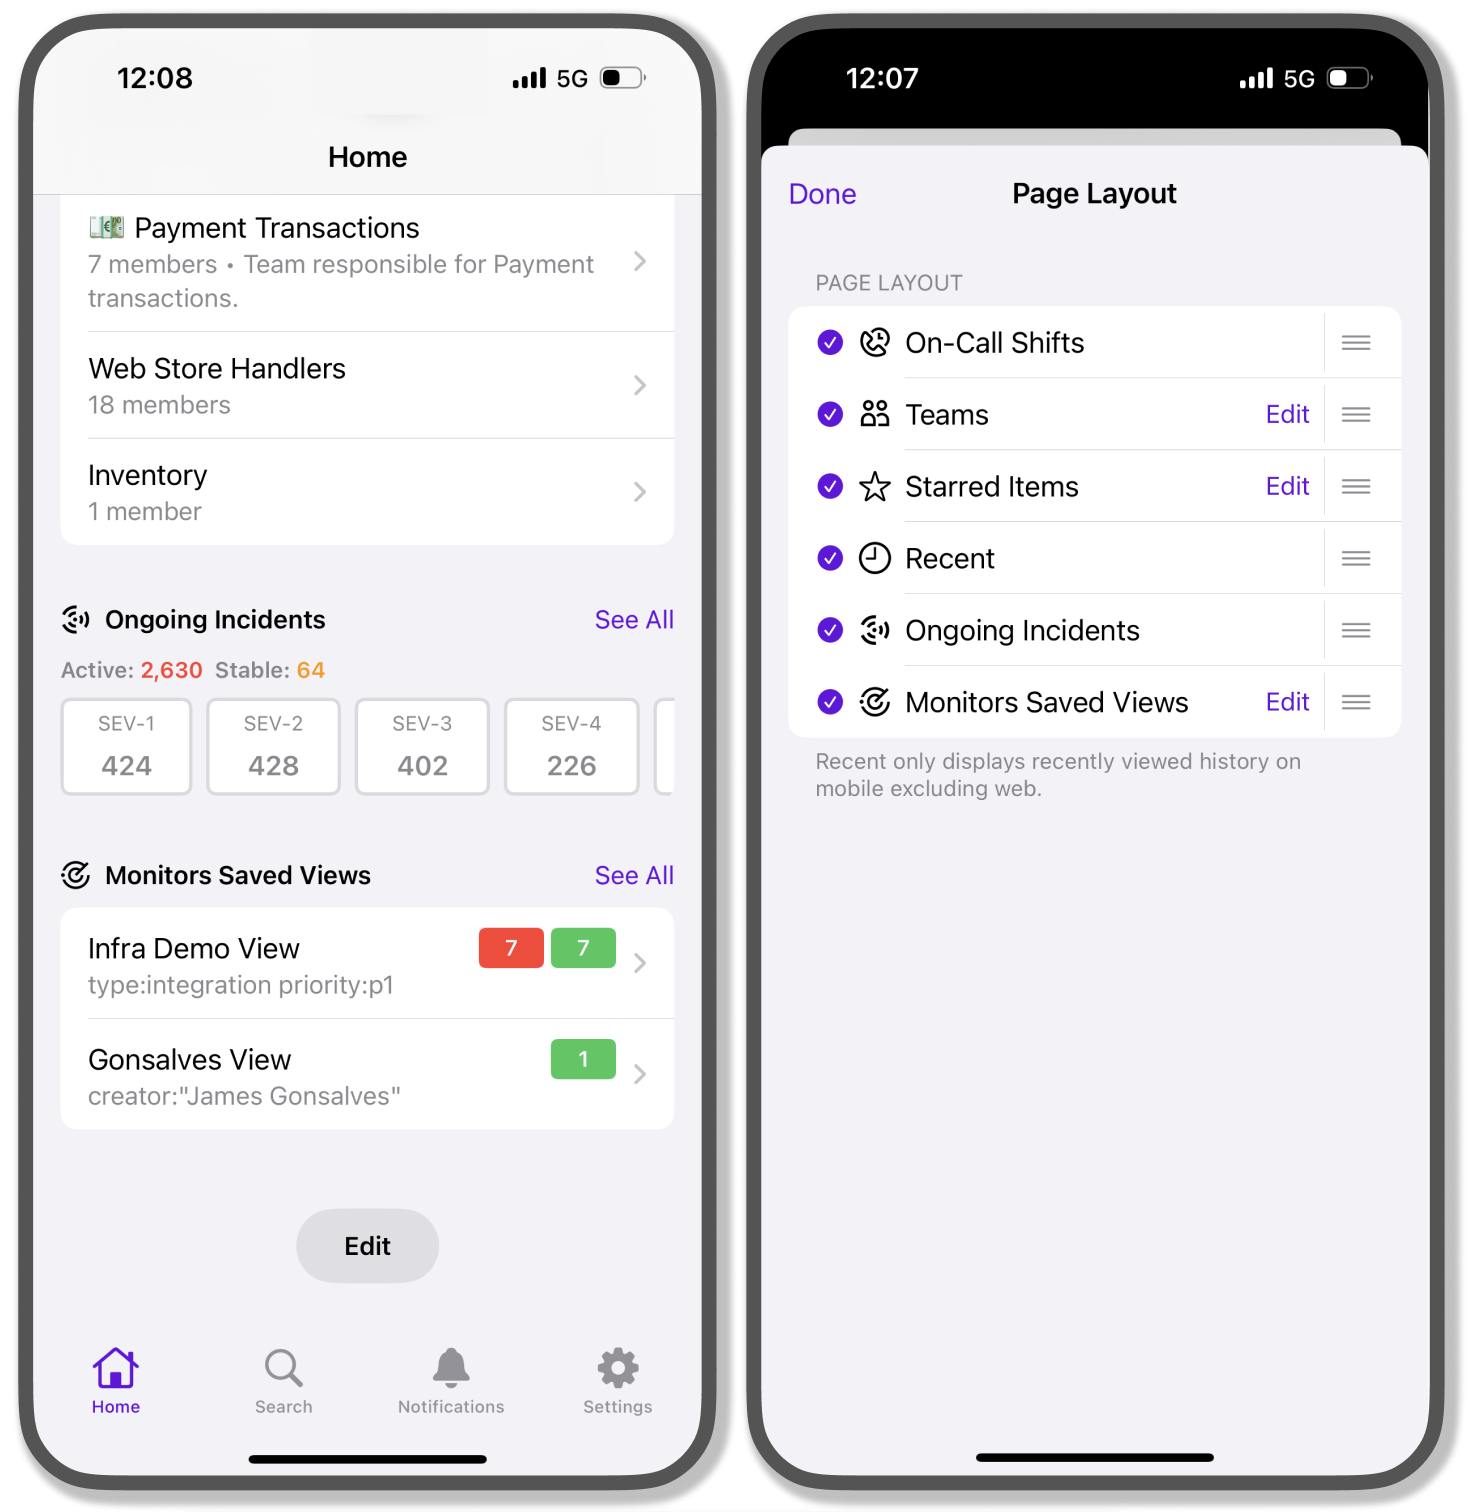 12:08
5G
Home
Payment Transactions
7 members • Team responsible for Payment
transactions.
Web Store Handlers
18 members
Inventory
1 member
Ongoing Incidents
See All
Active: 2,630 Stable: 64
SEV-1
424
SEV-2
428
SEV-3
402
SEV-4
226
Monitors Saved Views
See All
Infra Demo View
7
7
type:integration priority:p1
Gonsalves View
1
creator:"James Gonsalves"
Edit
Home
Search
Notifications
Settings
12:07
5G
Done
Page Layout
PAGE LAYOUT
On-Call Shifts
Teams
Edit
Starred Items
Edit
Recent
Ongoing Incidents
Monitors Saved Views
Edit
Recent only displays recently viewed history on
mobile excluding web.